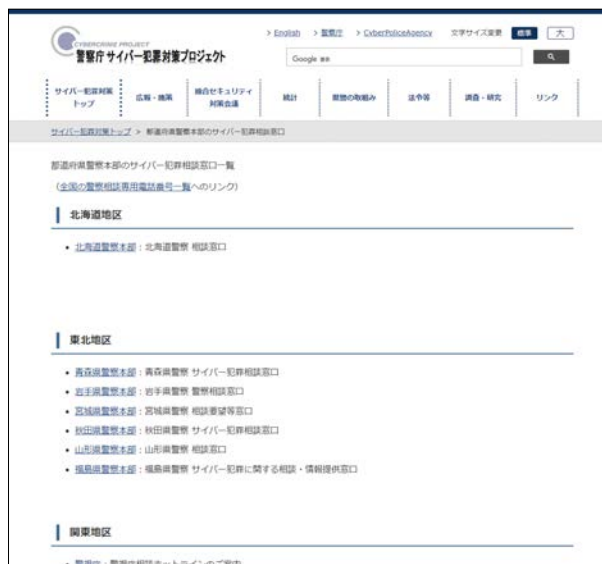 > English > 警察庁 > CyberPoliceAgency 文字サイズ変更 標準 大
CYBERCRIME PROJECT
警察庁 サイバー犯罪対策プロジェクト
Google
サイバー犯罪対策トップ
広報・施策
総合セキュリティ対策会議
統計
民間の取組み
法令等
調査・研究
リンク
サイバー犯罪対策トップ > 都道府県警察本部のサイバー犯罪相談窓口
都道府県警察本部のサイバー犯罪相談窓口一覧
（全国の警察相談専用電話番号一覧へのリンク）
北海道地区
• 北海道警察本部：北海道警察 相談窓口
東北地区
• 青森県警察本部：青森県警察 サイバー犯罪相談窓口
• 岩手県警察本部：岩手県警察 警察相談窓口
• 宮城県警察本部：宮城県警察 相談要望等窓口
• 秋田県警察本部：秋田県警察 サイバー犯罪相談窓口
• 山形県警察本部：山形県警察 相談窓口
• 福島県警察本部：福島県警察 サイバー犯罪に関する相談・情報提供窓口
関東地区